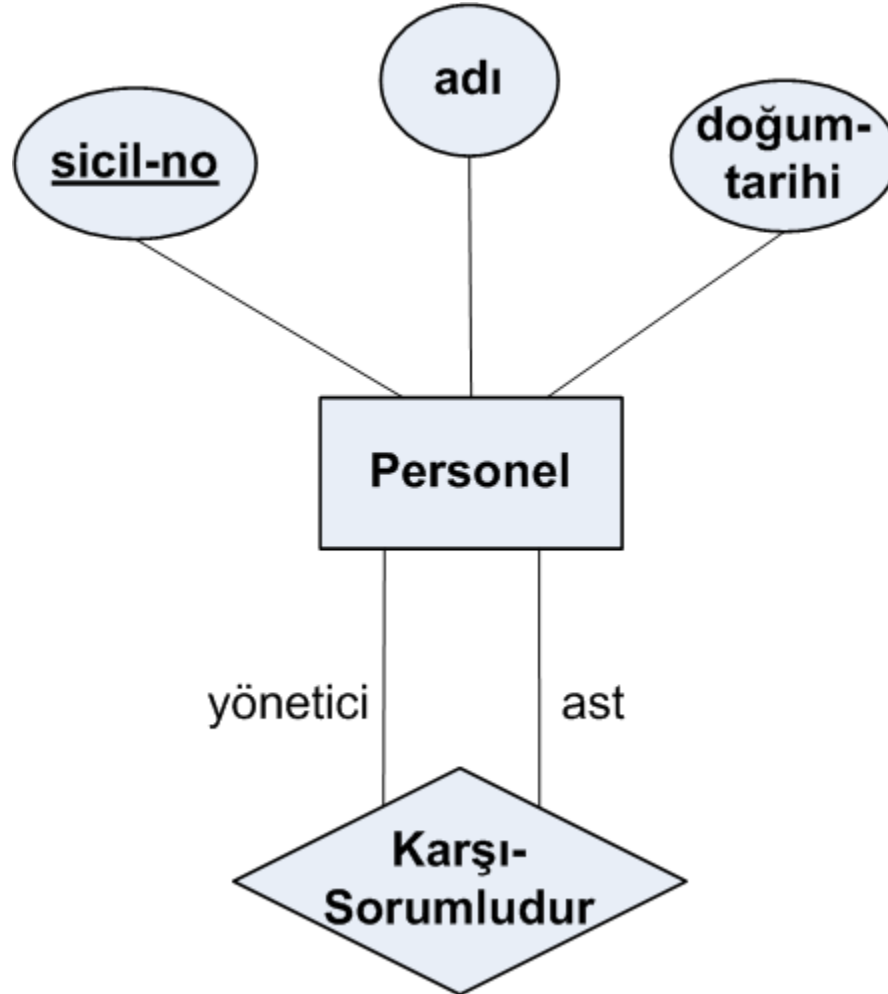 adı
sicil-no
doğum-
tarihi
Personel
yönetici
ast
Karşı-
Sorumludur